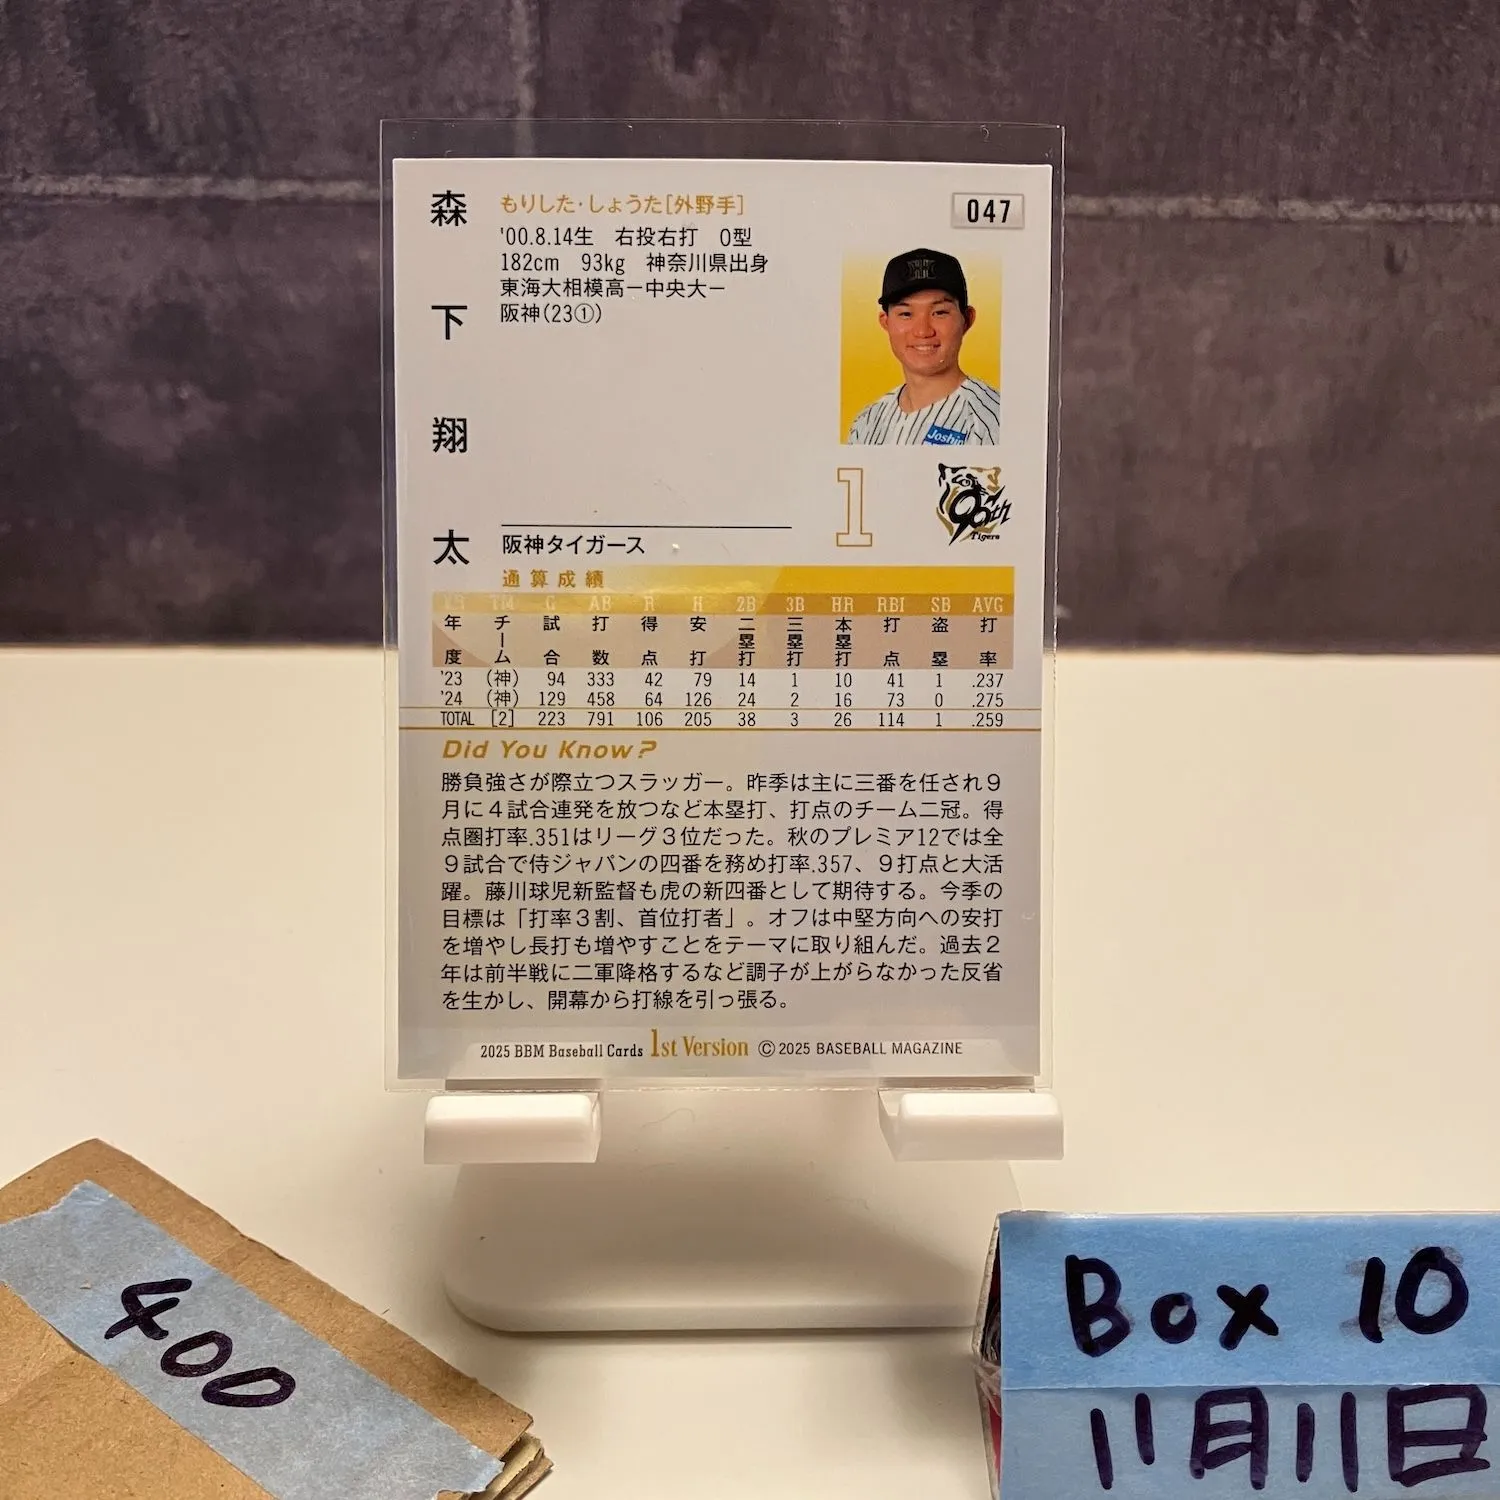 森下翔太
もりした・しょうた[外野手]
'00.8.14生 右投右打 O型
182cm 93kg 神奈川県出身
東海大相模高ー中央大ー
阪神(23①)
047
Joshin
1
90th
Tigers
阪神タイガース
通算成績
YR TM G AB R H 2B 3B HR RBI SB AVG
年度 チーム 試合 打数 得点 安打 二塁打 三塁打 本塁打 打点 盗塁 打率
'23 (神) 94 333 42 79 14 1 10 41 1 .237
'24 (神) 129 458 64 126 24 2 16 73 0 .275
TOTAL [2] 223 791 106 205 38 3 26 114 1 .259
Did You Know?
勝負強さが際立つスラッガー。昨季は主に三番を任され9
月に4試合連発を放つなど本塁打、打点のチーム二冠。得
点圏打率.351はリーグ3位だった。秋のプレミア12では全
9試合で侍ジャパンの四番を務め打率.357、9打点と大活
躍。藤川球児新監督も虎の新四番として期待する。今季の
目標は「打率3割、首位打者」。オフは中堅方向への安打
を増やし長打も増やすことをテーマに取り組んだ。過去2
年は前半戦に二軍降格するなど調子が上がらなかった反省
を生かし、開幕から打線を引っ張る。
2025 BBM Baseball Cards 1st Version © 2025 BASEBALL MAGAZINE
400
Box 10
11月11日